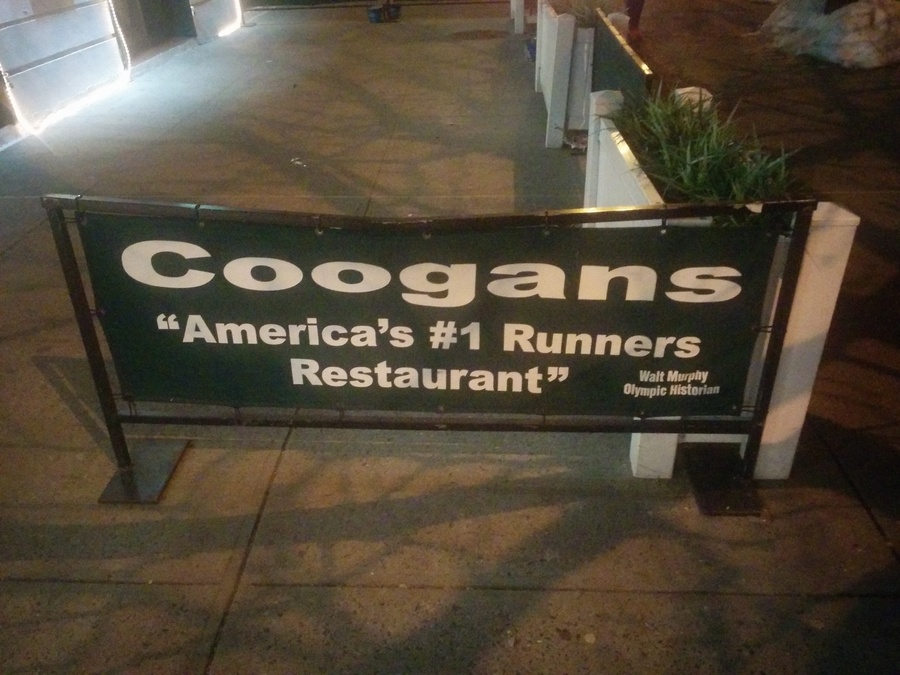 Coogans
“America's #1 Runners
Restaurant”
Walt Murphy
Olympic Historian